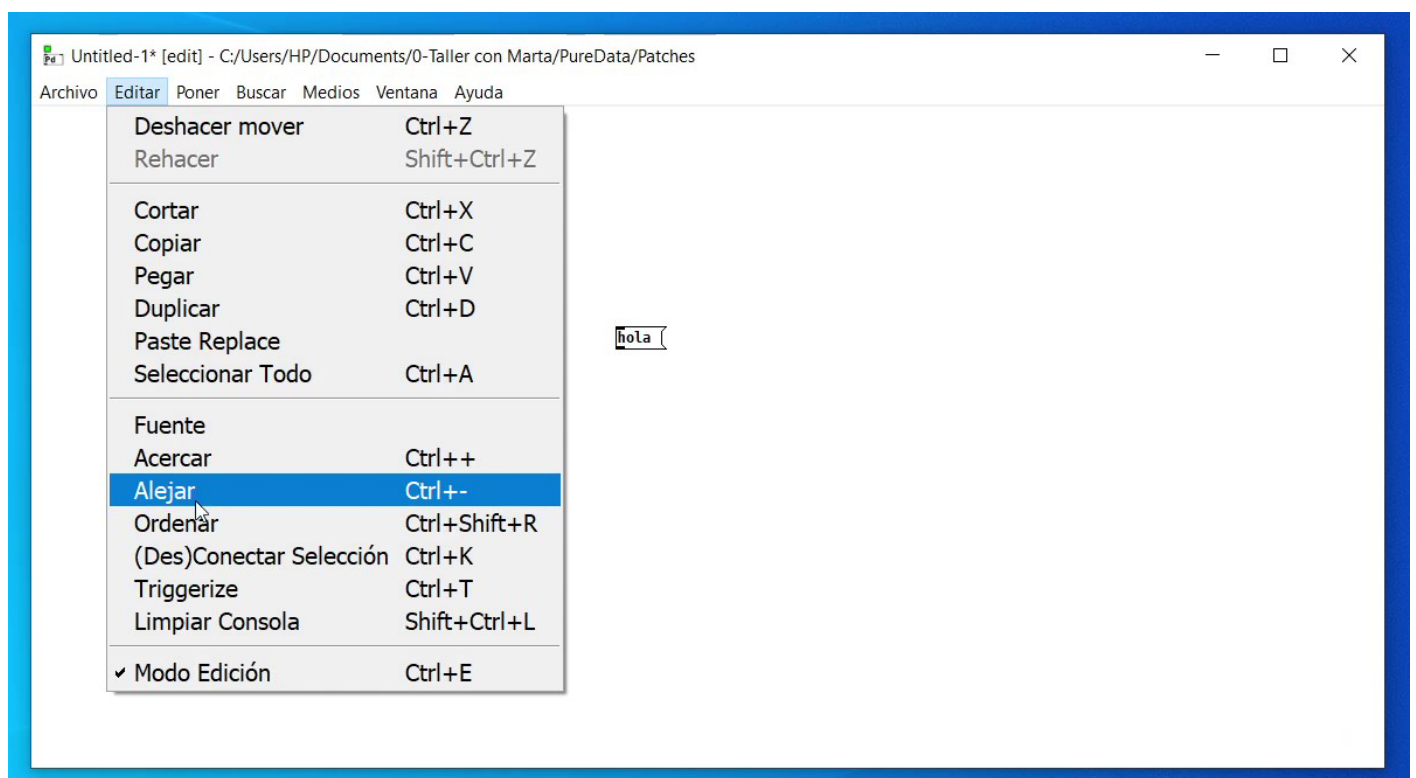 Untitled-1* [edit] - C:/Users/HP/Documents/0-Taller con Marta/PureData/Patches
Archivo Editar Poner Buscar Medios Ventana Ayuda
Deshacer mover Ctrl+Z
Rehacer Shift+Ctrl+Z
Cortar Ctrl+X
Copiar Ctrl+C
Pegar Ctrl+V
Duplicar Ctrl+D
Paste Replace
hola
Seleccionar Todo Ctrl+A
Fuente
Acercar Ctrl++
Alejar Ctrl+-
Ordenar Ctrl+Shift+R
(Des)Conectar Selección Ctrl+K
Triggerize Ctrl+T
Limpiar Consola Shift+Ctrl+L
Modo Edición Ctrl+E